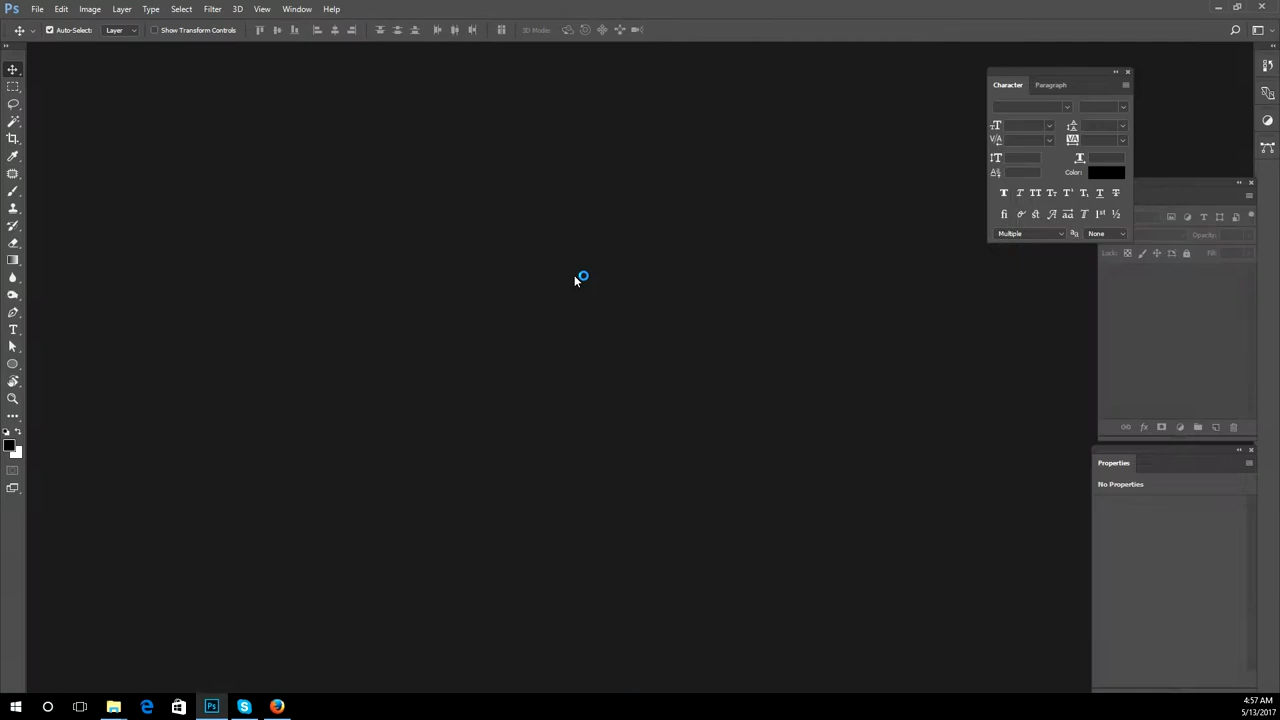 Ps File Edit Image Layer Type Select Filter 3D View Window Help
Auto-Select: Layer Show Transform Controls 3D Mode:
Character Paragraph
Color:
Multiple aa None
Opacity:
Lock: Fill:
Properties
No Properties
4:57 AM
5/13/2017